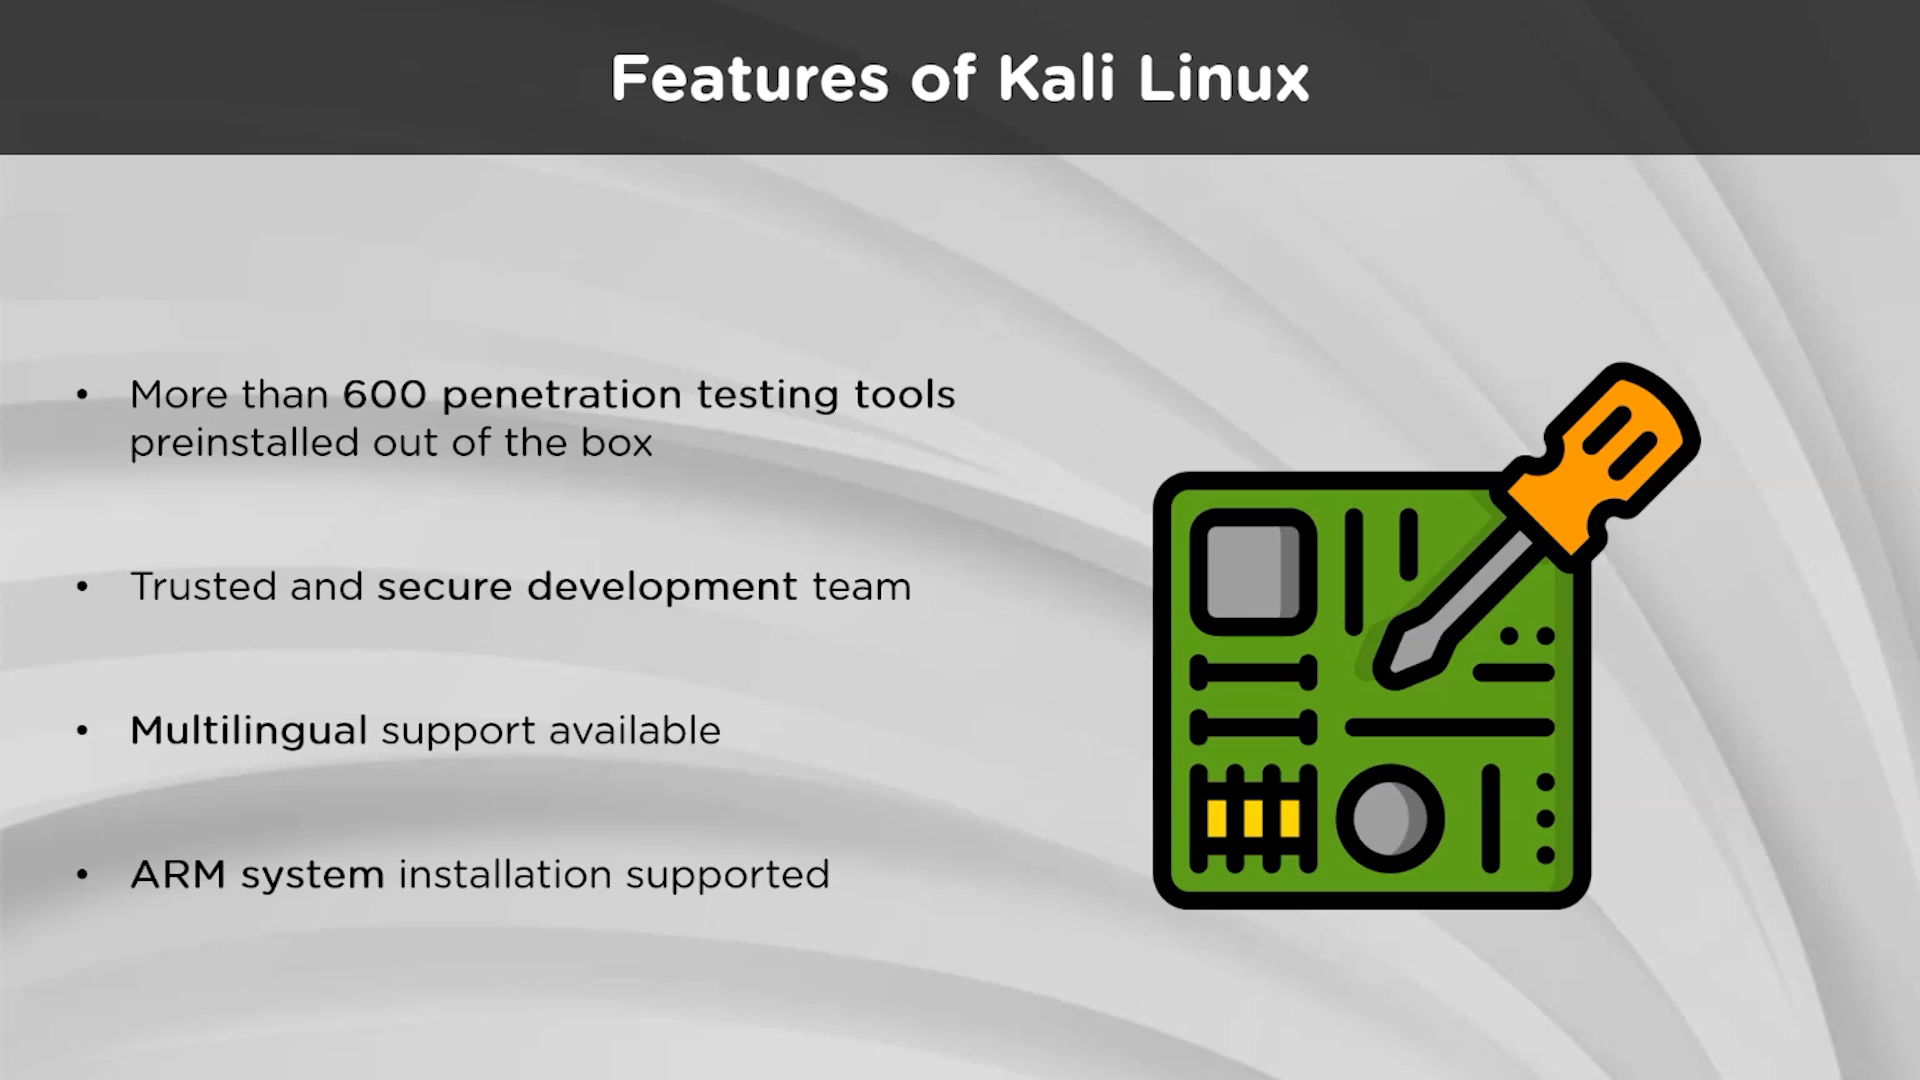 Features of Kali Linux
• More than 600 penetration testing tools
preinstalled out of the box
• Trusted and secure development team
• Multilingual support available
• ARM system installation supported